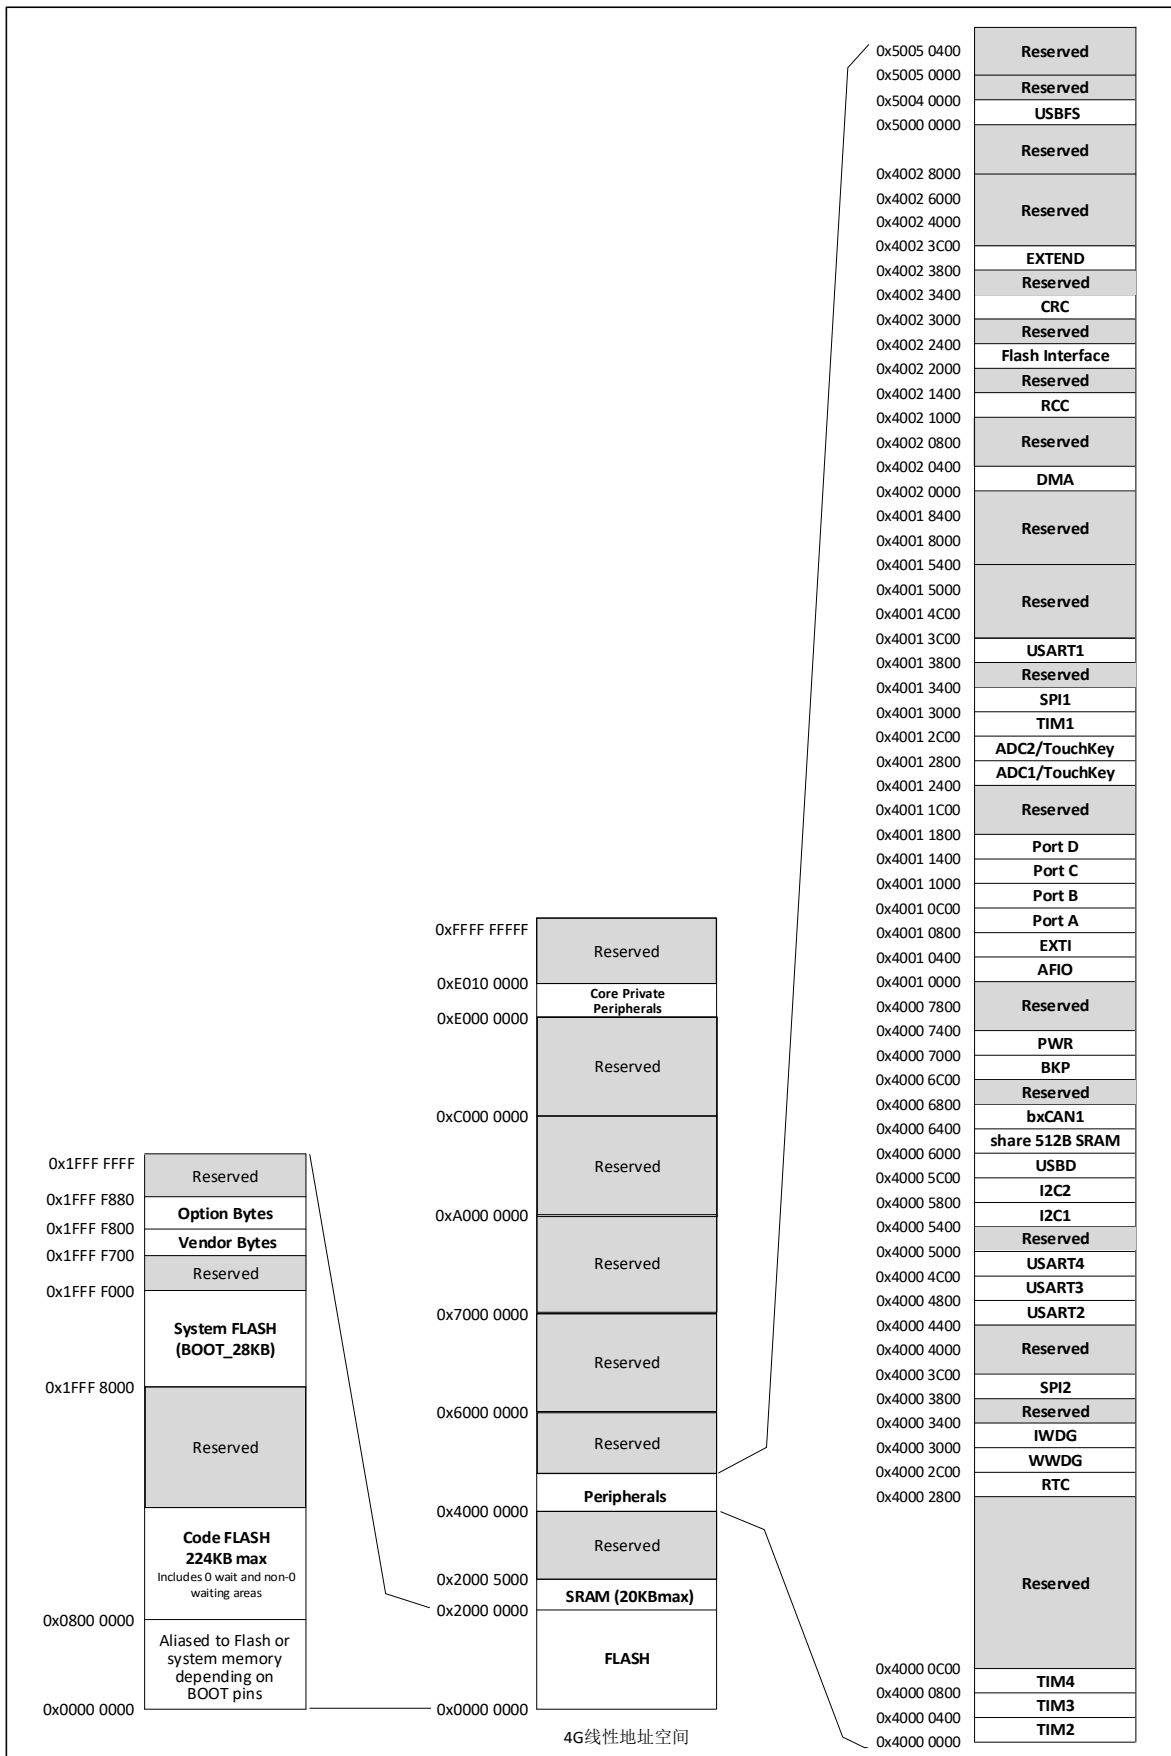 0x1FFF FFFF
Reserved
0x1FFF F880
Option Bytes
0x1FFF F800
Vendor Bytes
0x1FFF F700
Reserved
0x1FFF F000
System FLASH
(BOOT_28KB)
0x1FFF 8000
Reserved
Code FLASH
224KB max
Includes 0 wait and non-0
waiting areas
0x0800 0000
Aliased to Flash or
system memory
depending on
BOOT pins
0x0000 0000
0xFFFF FFFFF
Reserved
0xE010 0000
Core Private
Peripherals
0xE000 0000
Reserved
0xC000 0000
Reserved
0xA000 0000
Reserved
0x7000 0000
Reserved
0x6000 0000
Reserved
Peripherals
0x4000 0000
Reserved
0x2000 5000
SRAM (20KBmax)
0x2000 0000
FLASH
0x0000 0000
4G线性地址空间
0x5005 0400
Reserved
0x5005 0000
Reserved
0x5004 0000
USBFS
0x5000 0000
Reserved
0x4002 8000
0x4002 6000
Reserved
0x4002 4000
0x4002 3C00
EXTEND
0x4002 3800
Reserved
0x4002 3400
CRC
0x4002 3000
Reserved
0x4002 2400
Flash Interface
0x4002 2000
Reserved
0x4002 1400
RCC
0x4002 1000
Reserved
0x4002 0800
0x4002 0400
DMA
0x4002 0000
0x4001 8400
Reserved
0x4001 8000
0x4001 5400
0x4001 5000
Reserved
0x4001 4C00
0x4001 3C00
USART1
0x4001 3800
Reserved
0x4001 3400
SPI1
0x4001 3000
TIM1
0x4001 2C00
ADC2/TouchKey
0x4001 2800
ADC1/TouchKey
0x4001 2400
Reserved
0x4001 1C00
0x4001 1800
Port D
0x4001 1400
Port C
0x4001 1000
Port B
0x4001 0C00
Port A
0x4001 0800
EXTI
0x4001 0400
AFIO
0x4001 0000
Reserved
0x4000 7800
0x4000 7400
PWR
0x4000 7000
BKP
0x4000 6C00
Reserved
0x4000 6800
bxCAN1
0x4000 6400
share 512B SRAM
0x4000 6000
USBD
0x4000 5C00
I2C2
0x4000 5800
I2C1
0x4000 5400
Reserved
0x4000 5000
USART4
0x4000 4C00
USART3
0x4000 4800
USART2
0x4000 4400
Reserved
0x4000 4000
0x4000 3C00
SPI2
0x4000 3800
Reserved
0x4000 3400
IWDG
0x4000 3000
WWDG
0x4000 2C00
RTC
0x4000 2800
Reserved
0x4000 0C00
TIM4
0x4000 0800
TIM3
0x4000 0400
TIM2
0x4000 0000